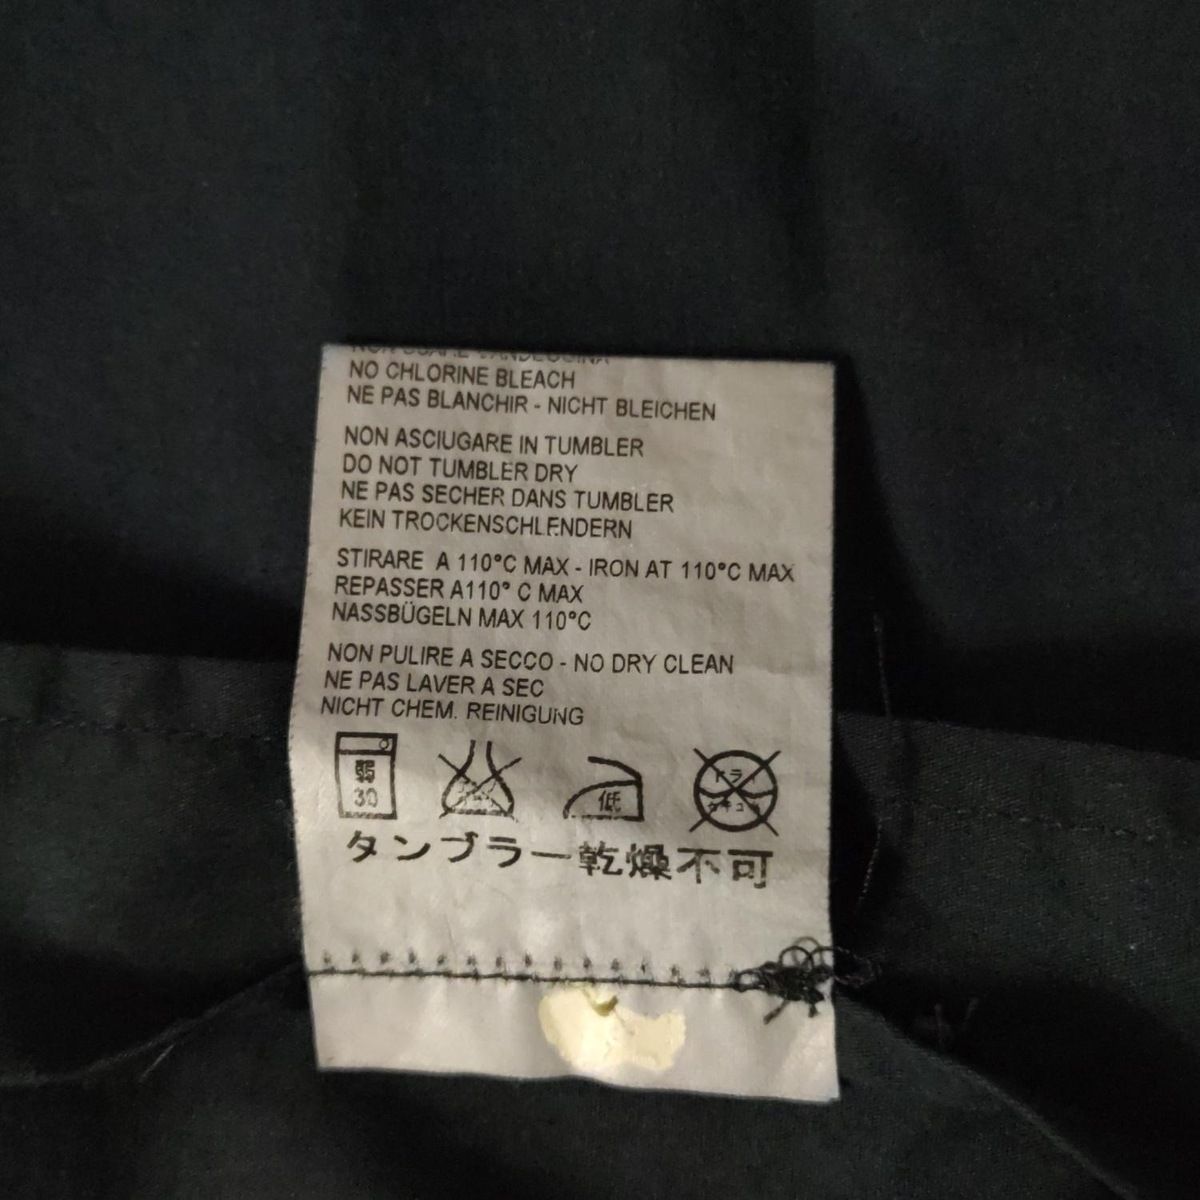 NO CHLORINE BLEACH
NE PAS BLANCHIR - NICHT BLEICHEN
NON ASCIUGARE IN TUMBLER
DO NOT TUMBLER DRY
NE PAS SECHER DANS TUMBLER
KEIN TROCKENSCHLENDERN
STIRARE A 110°C MAX - IRON AT 110°C MAX
REPASSER A110° C MAX
NASSBÜGELN MAX 110°C
NON PULIRE A SECCO - NO DRY CLEAN
NE PAS LAVER A SEC
NICHT CHEM. REINIGUNG
弱 低 ドライ
30
タンブラー乾燥不可